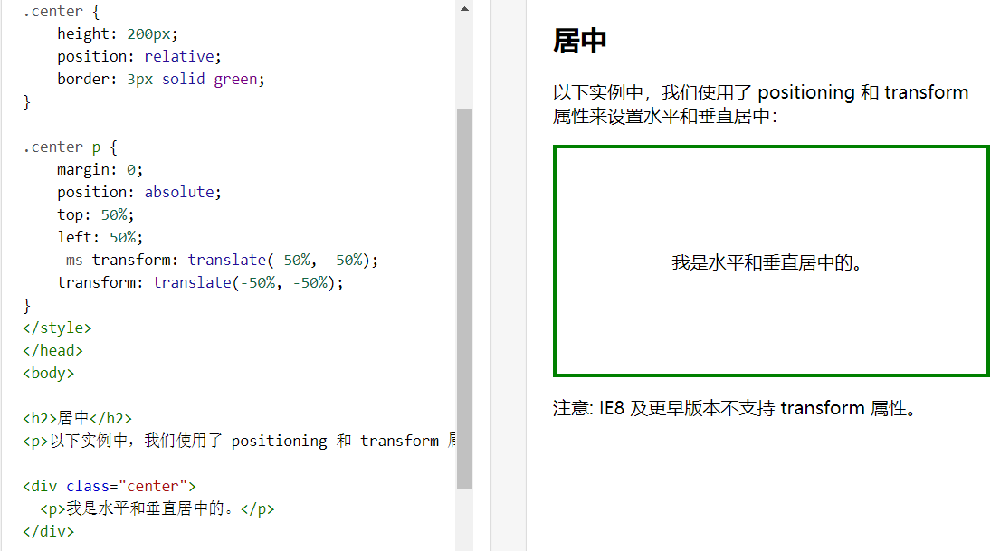 .center {
    height: 200px;
    position: relative;
    border: 3px solid green;
}

.center p {
    margin: 0;
    position: absolute;
    top: 50%;
    left: 50%;
    -ms-transform: translate(-50%, -50%);
    transform: translate(-50%, -50%);
}
</style>
</head>
<body>

<h2>居中</h2>
<p>以下实例中，我们使用了 positioning 和 transform

<div class="center">
  <p>我是水平和垂直居中的。</p>
</div>
居中
以下实例中，我们使用了 positioning 和 transform
属性来设置水平和垂直居中：
我是水平和垂直居中的。
注意: IE8 及更早版本不支持 transform 属性。